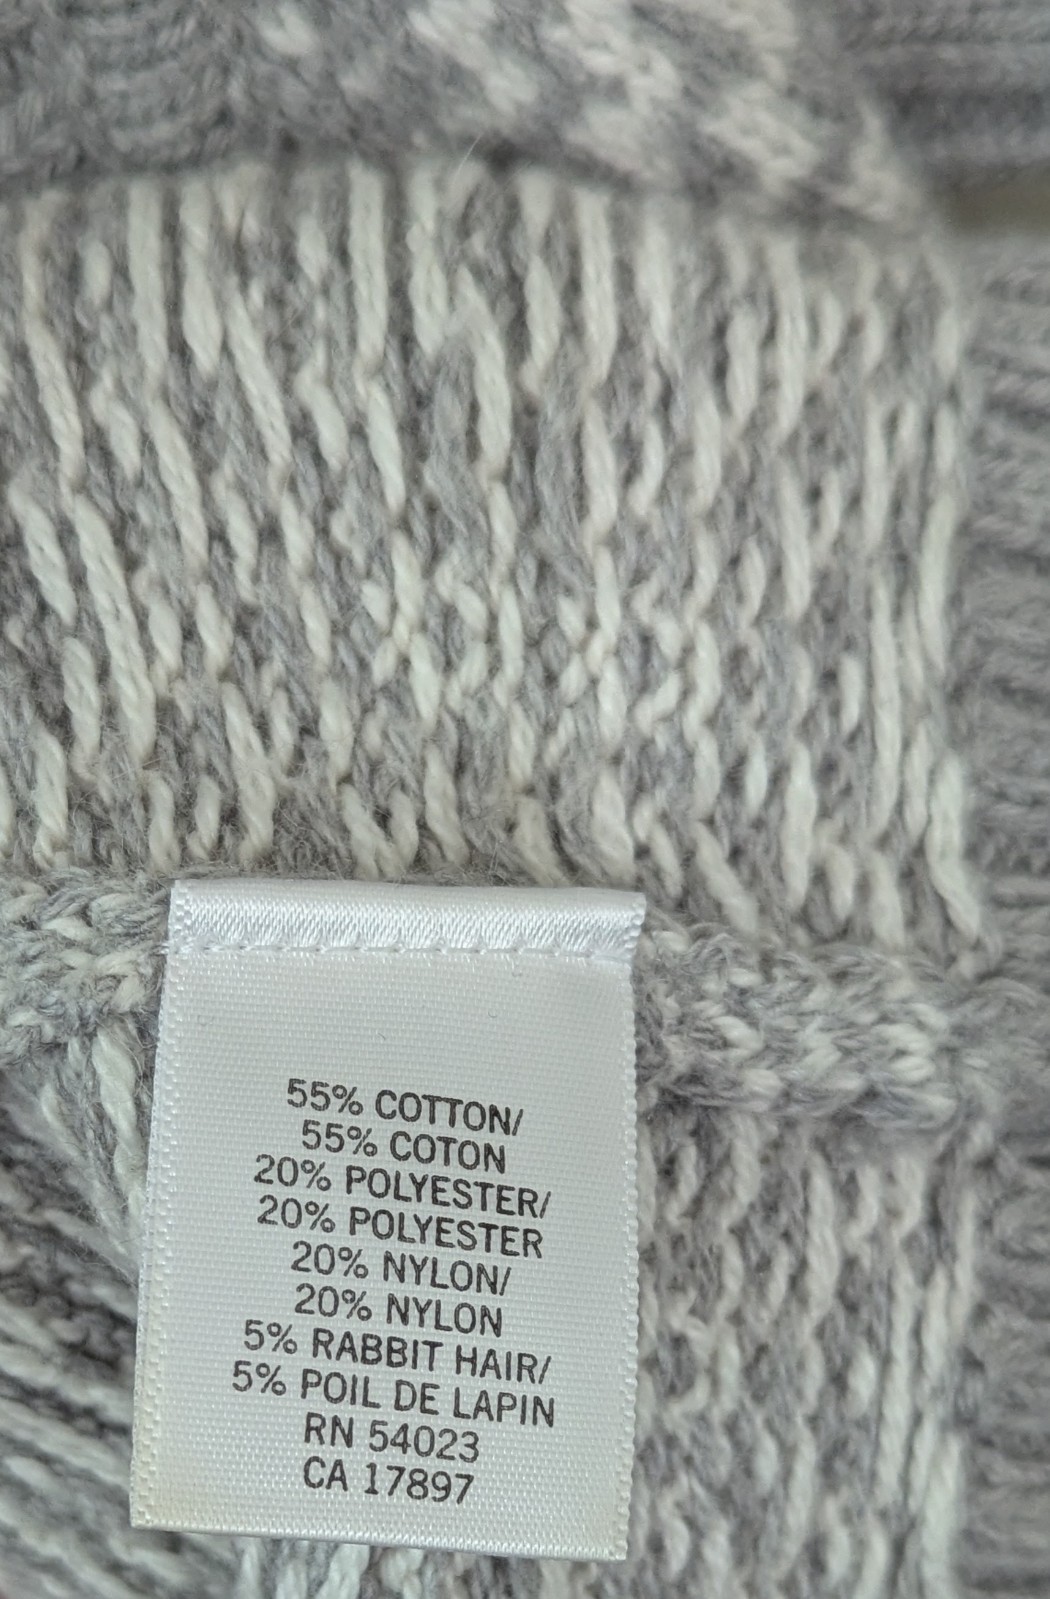 55% COTTON/
55% COTON
20% POLYESTER/
20% POLYESTER
20% NYLON/
20% NYLON
5% RABBIT HAIR/
5% POIL DE LAPIN
RN 54023
CA 17897